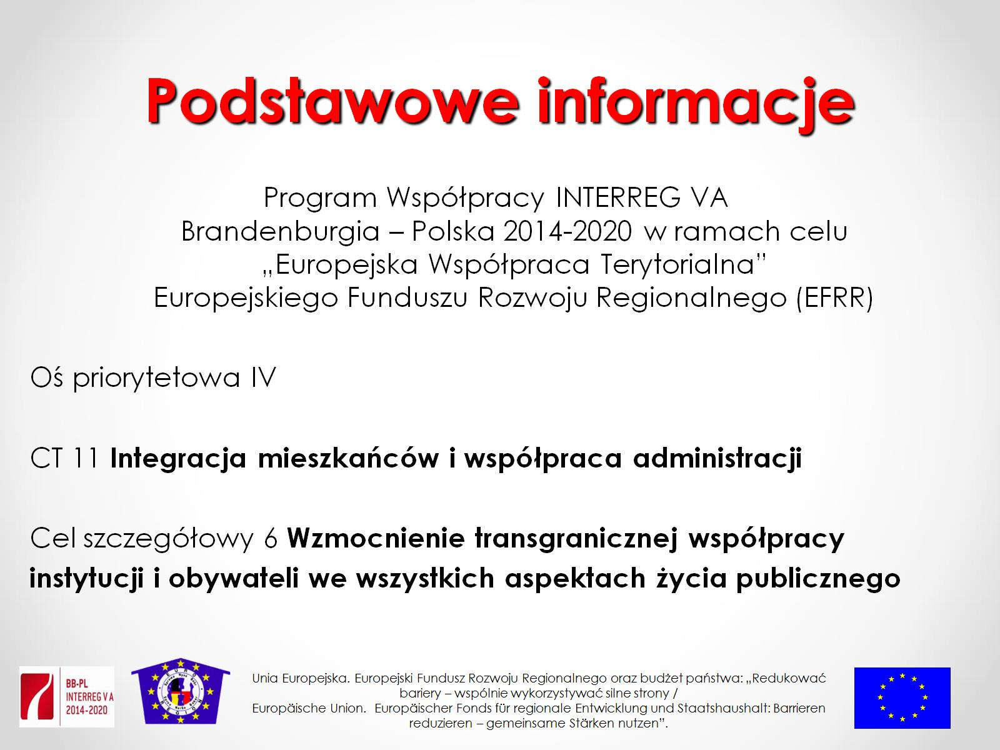 Podstawowe informacje
Program Współpracy INTERREG VA
Brandenburgia – Polska 2014-2020 w ramach celu
„Europejska Współpraca Terytorialna”
Europejskiego Funduszu Rozwoju Regionalnego (EFRR)
Oś priorytetowa IV
CT 11 Integracja mieszkańców i współpraca administracji
Cel szczegółowy 6 Wzmocnienie transgranicznej współpracy
instytucji i obywateli we wszystkich aspektach życia publicznego
BB-PL
INTERREG V A
2014-2020
EURO
REGION
Unia Europejska. Europejski Fundusz Rozwoju Regionalnego oraz budżet państwa: „Redukować
bariery – wspólnie wykorzystywać silne strony /
Europäische Union. Europäischer Fonds für regionale Entwicklung und Staatshaushalt: Barrieren
reduzieren – gemeinsame Stärken nutzen”.